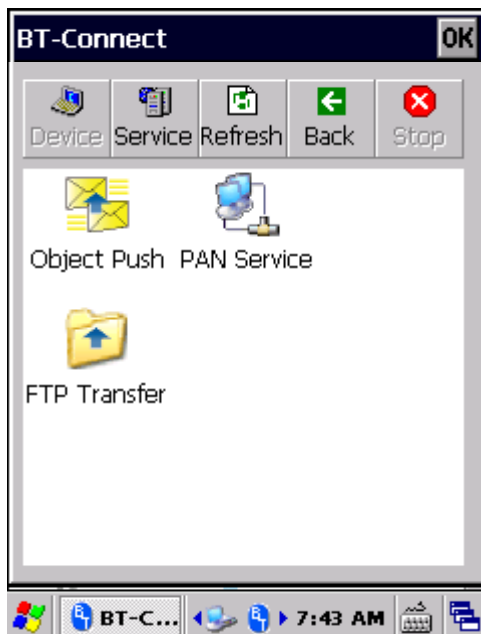 BT-Connect OK
Device Service Refresh Back Stop
Object Push PAN Service
FTP Transfer
BT-C... 7:43 AM